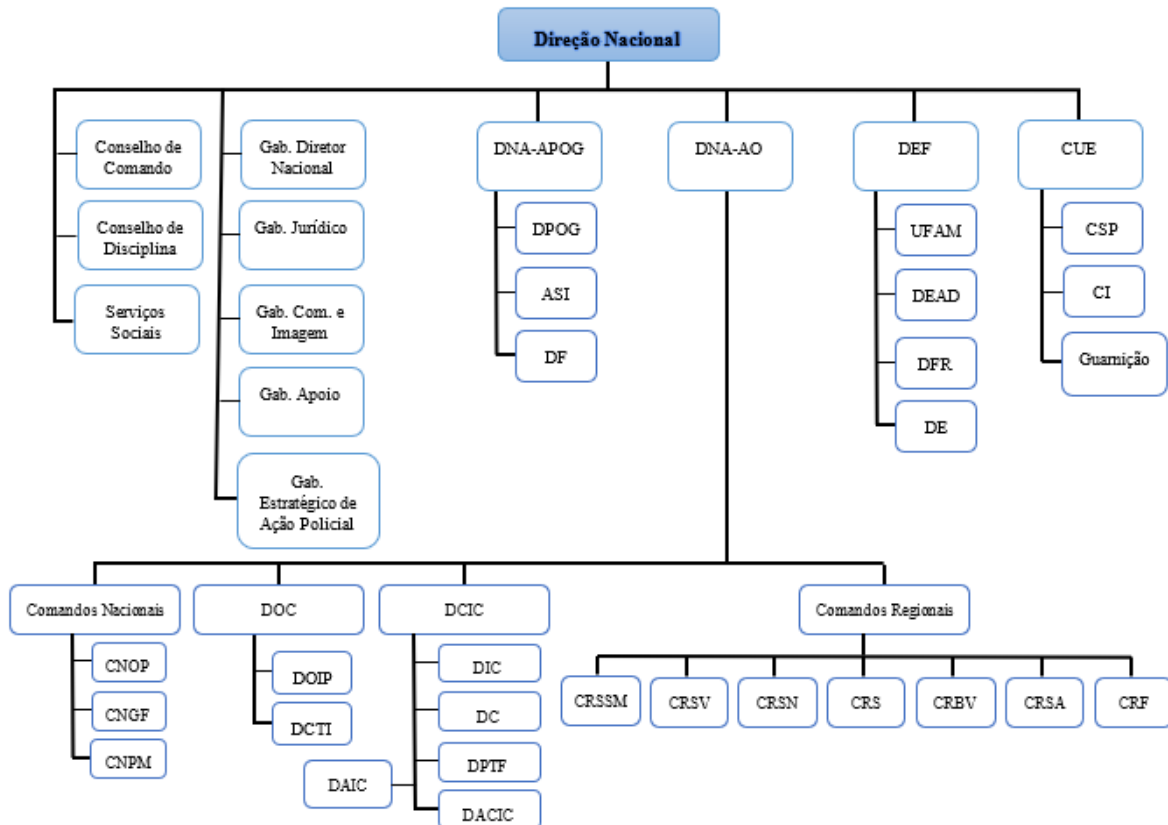 Direção Nacional
Conselho de
Comando
Conselho de
Disciplina
Serviços
Sociais
Gab. Diretor
Nacional
Gab. Jurídico
Gab. Com. e
Imagem
Gab. Apoio
Gab.
Estratégico de
Ação Policial
DNA-APOG
DPOG
ASI
DF
DNA-AO
DEF
UFAM
DEAD
DFR
DE
CUE
CSP
CI
Guarnição
Comandos Nacionais
CNOP
CNGF
CNPM
DOC
DOIP
DCTI
DCIC
DIC
DC
DPTF
DAIC
DACIC
Comandos Regionais
CRSSM
CRSV
CRSN
CRS
CRBV
CRSA
CRF